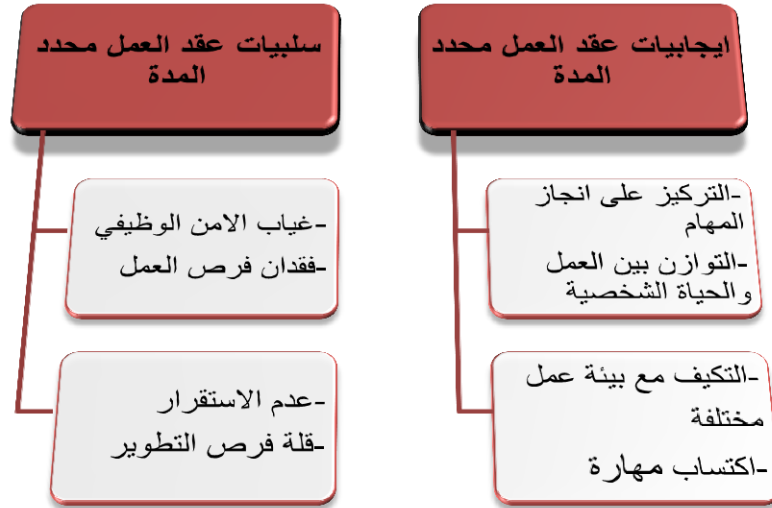 ايجابيات عقد العمل محدد
المدة
-التركيز على انجاز
المهام
-التوازن بين العمل
والحياة الشخصية
-التكيف مع بيئة عمل
مختلفة
-اكتساب مهارة
سلبيات عقد العمل محدد
المدة
-غياب الامن الوظيفي
-فقدان فرص العمل
-عدم الاستقرار
-قلة فرص التطوير